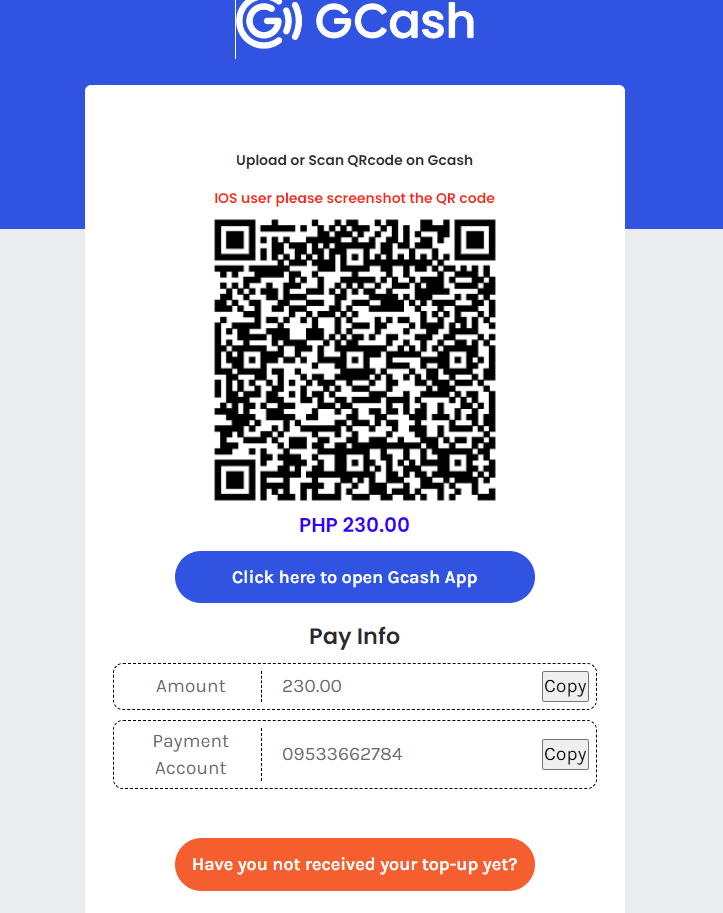 GCash
Upload or Scan QRcode on Gcash
IOS user please screenshot the QR code
PHP 230.00
Click here to open Gcash App
Pay Info
Amount 230.00 Copy
Payment Account 09533662784 Copy
Have you not received your top-up yet?